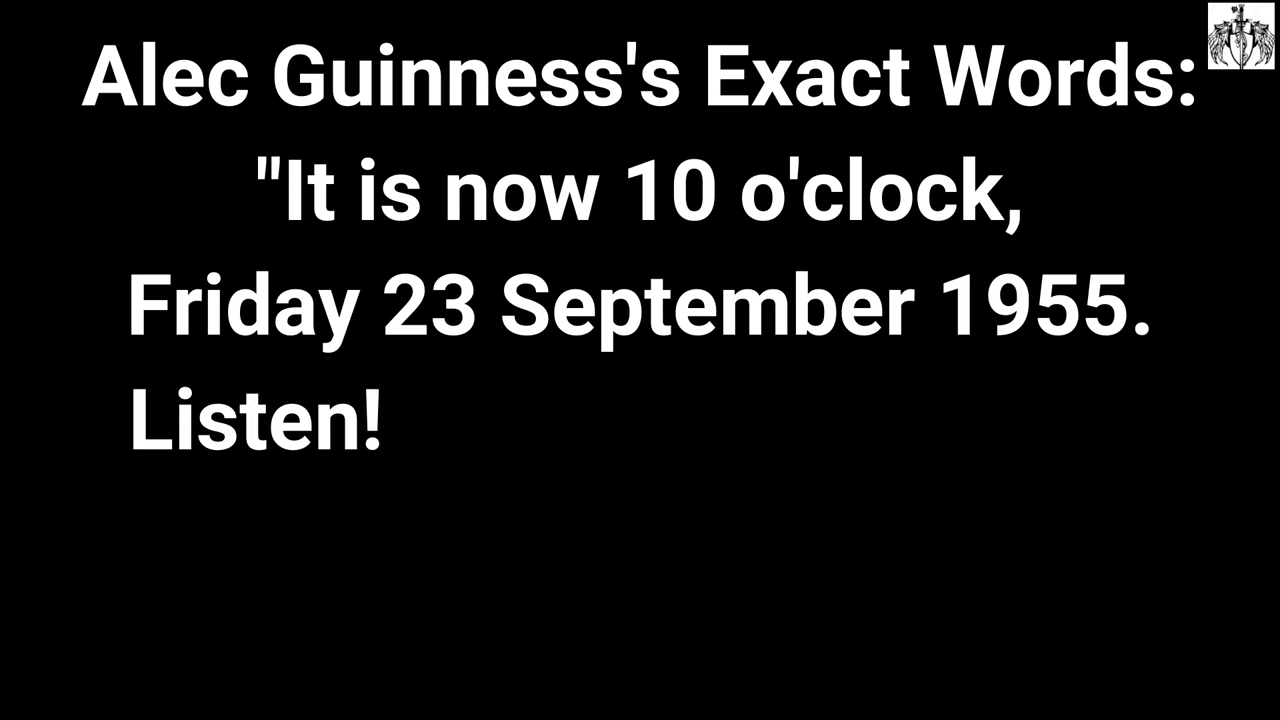 Alec Guinness's Exact Words:
"It is now 10 o'clock,
Friday 23 September 1955.
Listen!